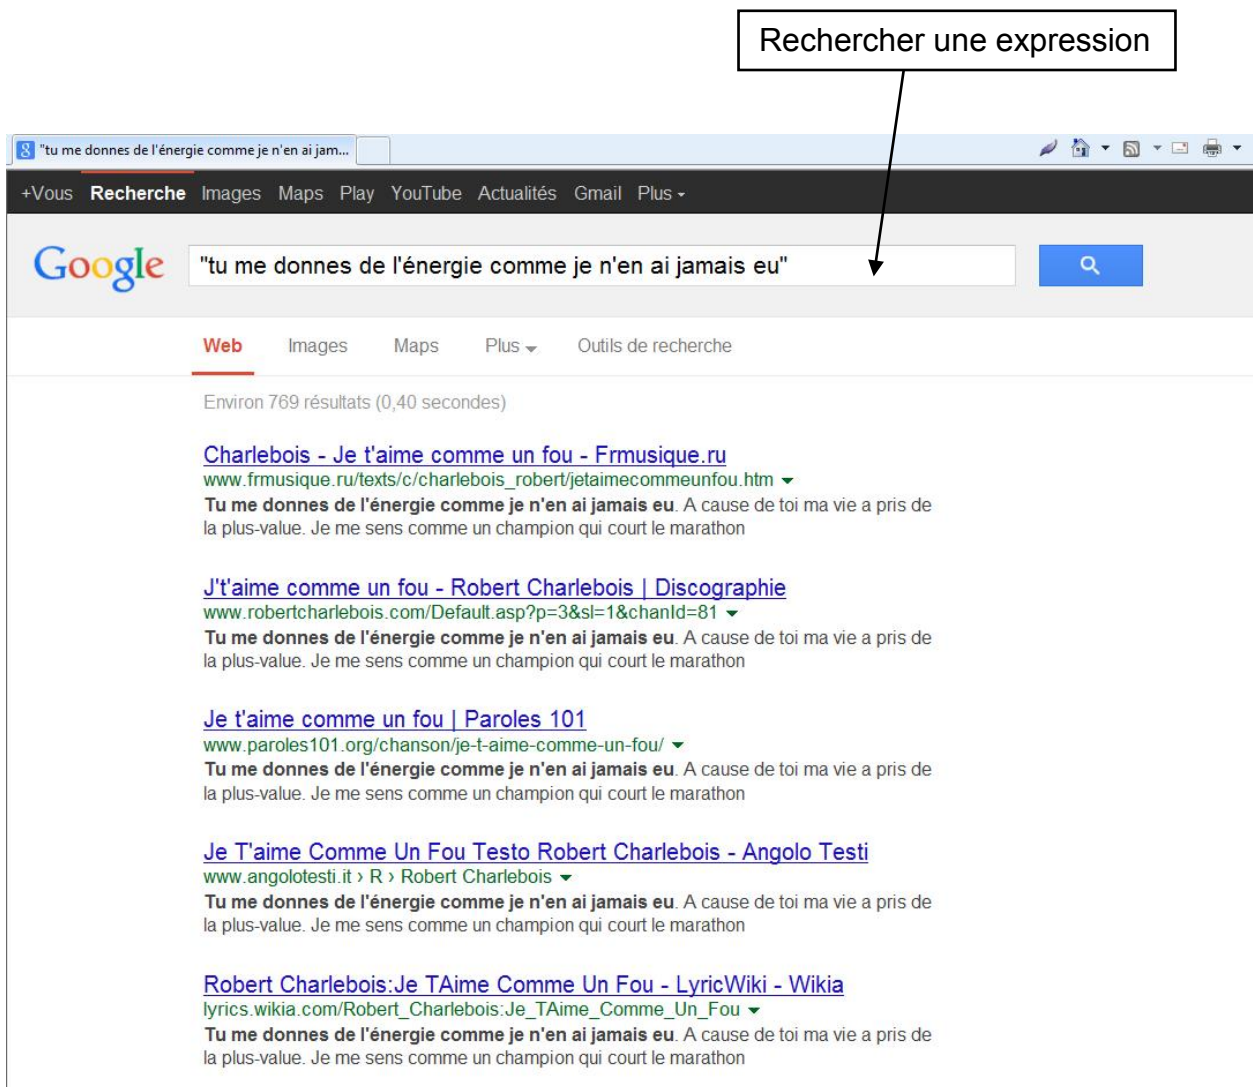 Rechercher une expression
"tu me donnes de l'énergie comme je n'en ai jam...
+Vous Recherche Images Maps Play YouTube Actualités Gmail Plus
Google "tu me donnes de l'énergie comme je n'en ai jamais eu"
Web Images Maps Plus Outils de recherche
Environ 769 résultats (0,40 secondes)
Charlebois - Je t'aime comme un fou - Frmusique.ru
www.frmusique.ru/texts/c/charlebois_robert/jetaimecommeunfou.htm
Tu me donnes de l'énergie comme je n'en ai jamais eu. A cause de toi ma vie a pris de
la plus-value. Je me sens comme un champion qui court le marathon
J't'aime comme un fou - Robert Charlebois | Discographie
www.robertcharlebois.com/Default.asp?p=3&sl=1&chanId=81
Tu me donnes de l'énergie comme je n'en ai jamais eu. A cause de toi ma vie a pris de
la plus-value. Je me sens comme un champion qui court le marathon
Je t'aime comme un fou | Paroles 101
www.paroles101.org/chanson/je-t-aime-comme-un-fou/
Tu me donnes de l'énergie comme je n'en ai jamais eu. A cause de toi ma vie a pris de
la plus-value. Je me sens comme un champion qui court le marathon
Je T'aime Comme Un Fou Testo Robert Charlebois - Angolo Testi
www.angolotesti.it › R › Robert Charlebois
Tu me donnes de l'énergie comme je n'en ai jamais eu. A cause de toi ma vie a pris de
la plus-value. Je me sens comme un champion qui court le marathon
Robert Charlebois:Je TAime Comme Un Fou - LyricWiki - Wikia
lyrics.wikia.com/Robert_Charlebois:Je_TAime_Comme_Un_Fou
Tu me donnes de l'énergie comme je n'en ai jamais eu. A cause de toi ma vie a pris de
la plus-value. Je me sens comme un champion qui court le marathon